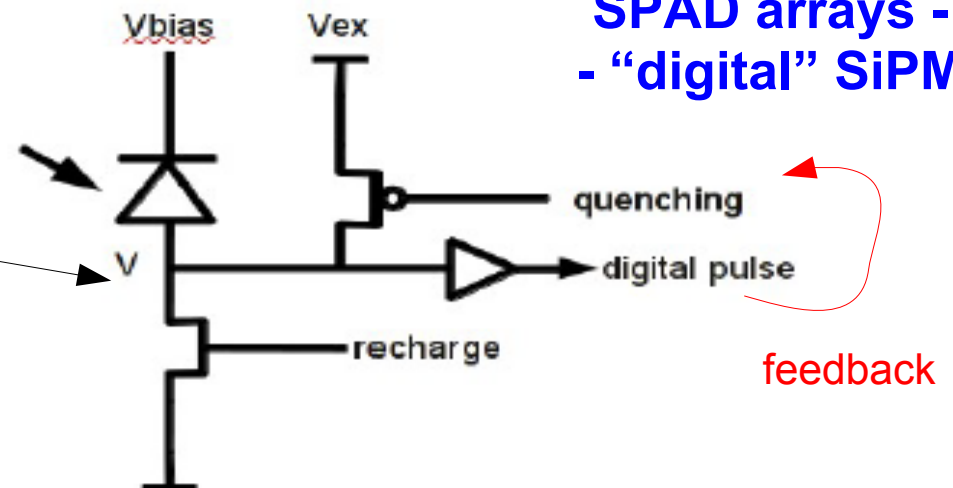 SPAD arrays -
- “digital” SiPM
Vbias
Vex
quenching
V
digital pulse
recharge
feedback